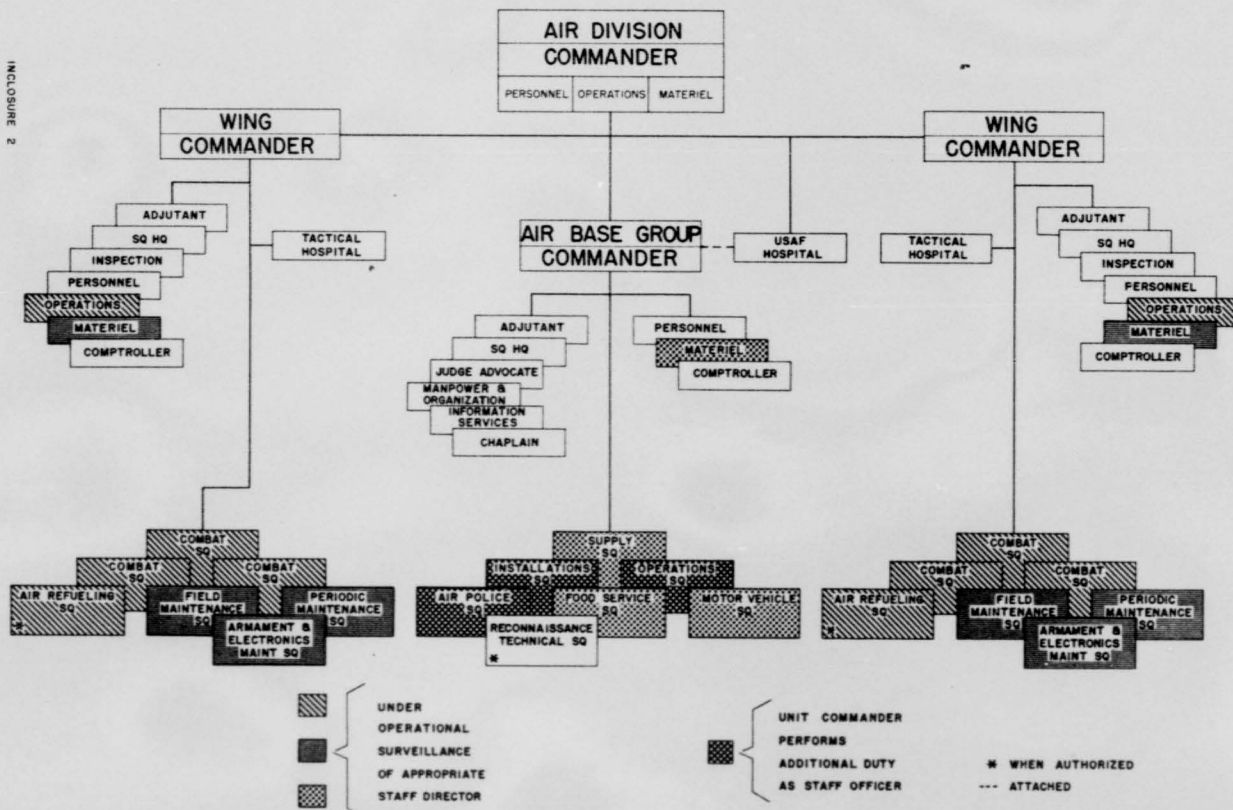 INCLOSURE 2
AIR DIVISION
COMMANDER
PERSONNEL OPERATIONS MATERIEL
WING
COMMANDER
ADJUTANT
SQ HQ
INSPECTION
PERSONNEL
OPERATIONS
MATERIEL
COMPTROLLER
TACTICAL
HOSPITAL
AIR BASE GROUP
COMMANDER
USAF
HOSPITAL
ADJUTANT
SQ HQ
JUDGE ADVOCATE
MANPOWER &
ORGANIZATION
INFORMATION
SERVICES
CHAPLAIN
PERSONNEL
MATERIEL
COMPTROLLER
WING
COMMANDER
TACTICAL
HOSPITAL
ADJUTANT
SQ HQ
INSPECTION
FERSONNEL
OPERATIONS
MATERIEL
COMPTROLLER
COMBAT
SQ
COMBAT
SQ
COMBAT
SQ
AIR REFUELING
SQ
*
FIELD
MAINTENANCE
SQ
PERIODIC
MAINTENANCE
SQ
ARMAMENT &
ELECTRONICS
MAINT SQ
SUPPLY
SQ
INSTALLATIONS
SQ
OPERATIONS
SQ
AIR POLICE
SQ
FOOD SERVICE
SQ
MOTOR VEHICLE
SQ
RECONNAISSANCE
TECHNICAL SQ
*
COMBAT
SQ
COMBAT
SQ
COMBAT
SQ
AIR REFUELING
SQ
*
FIELD
MAINTENANCE
SQ
PERIODIC
MAINTENANCE
SQ
ARMAMENT &
ELECTRONICS
MAINT SQ
UNDER
OPERATIONAL
SURVEILLANCE
OF APPROPRIATE
STAFF DIRECTOR
UNIT COMMANDER
PERFORMS
ADDITIONAL DUTY
AS STAFF OFFICER
* WHEN AUTHORIZED
--- ATTACHED